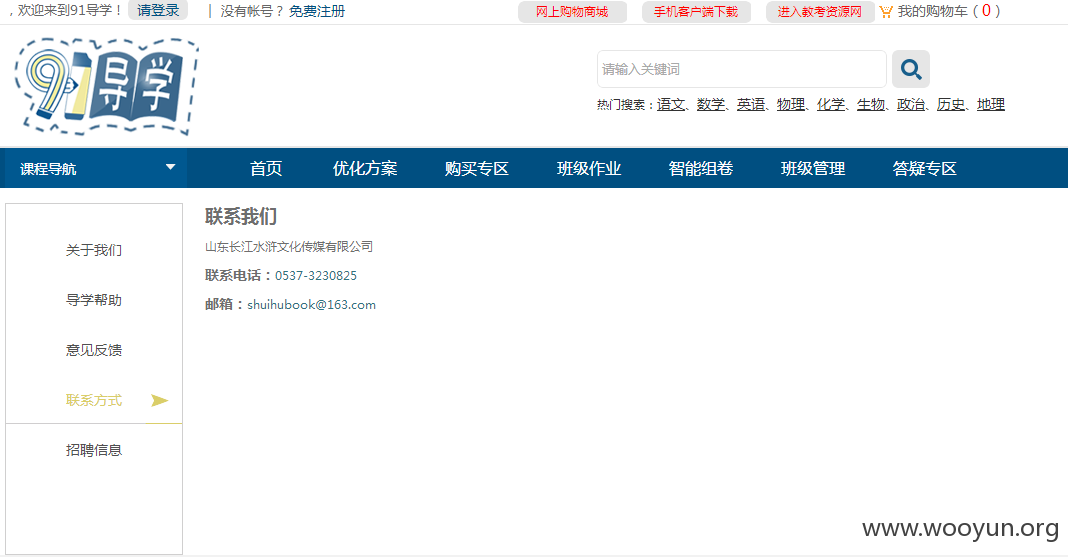 ，欢迎来到91导学！ 请登录 | 没有帐号？ 免费注册 网上购物商城 手机客户端下载 进入教考资源网 我的购物车（ 0 ）
91导学
请输入关键词
热门搜索：语文、数学、英语、物理、化学、生物、政治、历史、地理
课程导航 首页 优化方案 购买专区 班级作业 智能组卷 班级管理 答疑专区
关于我们
导学帮助
意见反馈
联系方式
招聘信息
联系我们
山东长江水浒文化传媒有限公司
联系电话：0537-3230825
邮箱：shuihubook@163.com
www.wooyun.org